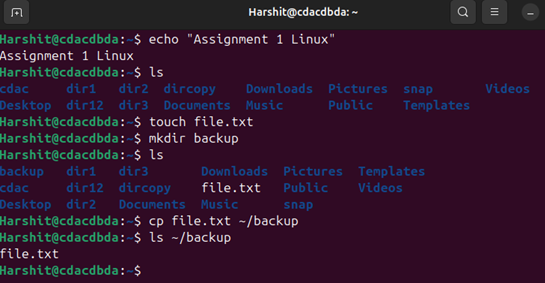 Harshit@cdacdbda: ~
Harshit@cdacdbda:~$ echo "Assignment 1 Linux"
Assignment 1 Linux
Harshit@cdacdbda:~$ ls
cdac     dir1   dir2  dircopy    Downloads  Pictures  snap       Videos
Desktop  dir12  dir3  Documents  Music      Public    Templates
Harshit@cdacdbda:~$ touch file.txt
Harshit@cdacdbda:~$ mkdir backup
Harshit@cdacdbda:~$ ls
backup   dir1   dir3       Downloads  Pictures  Templates
cdac     dir12  dircopy    file.txt   Public    Videos
Desktop  dir2   Documents  Music      snap
Harshit@cdacdbda:~$ cp file.txt ~/backup
Harshit@cdacdbda:~$ ls ~/backup
file.txt
Harshit@cdacdbda:~$